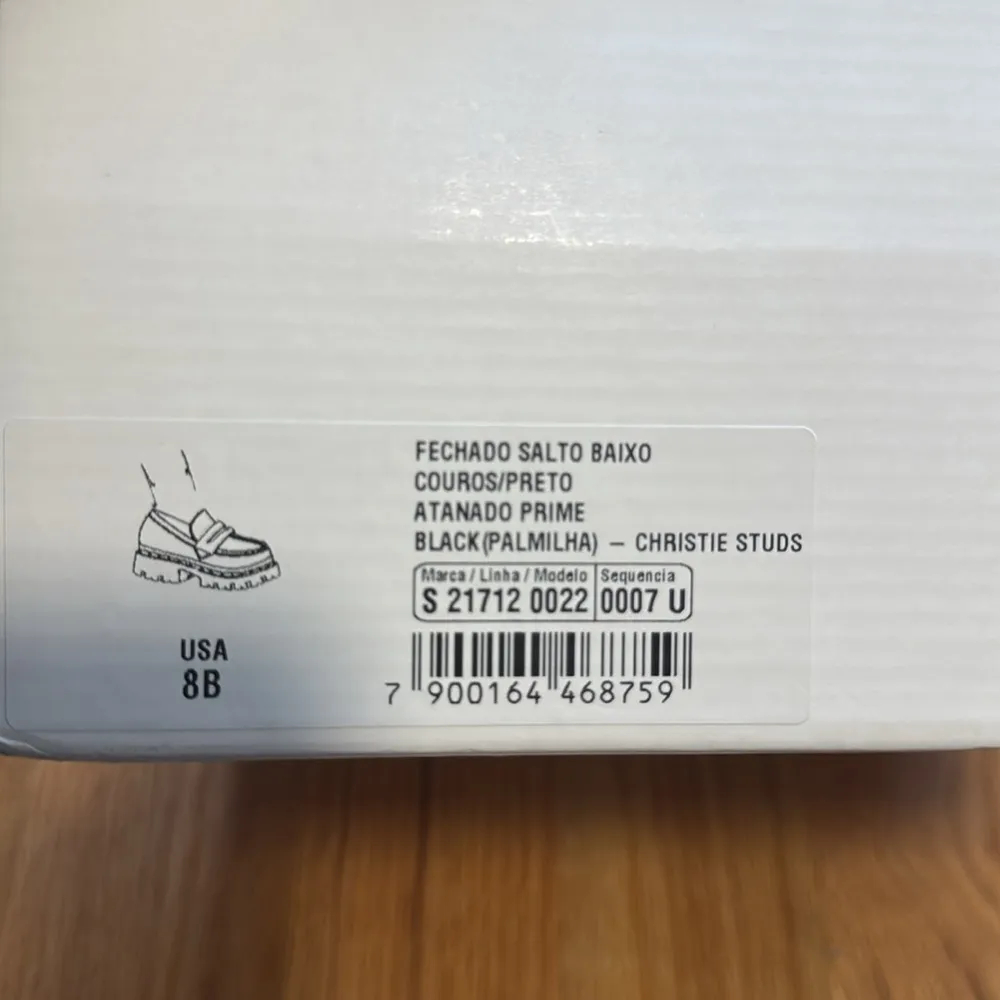 FECHADO SALTO BAIXO
COUROS/PRETO
ATANADO PRIME
BLACK(PALMILHA) – CHRISTIE STUDS
Marca / Linha / Modelo Sequencia
S 21712 0022 0007 U
USA
8B
7 900164 468759